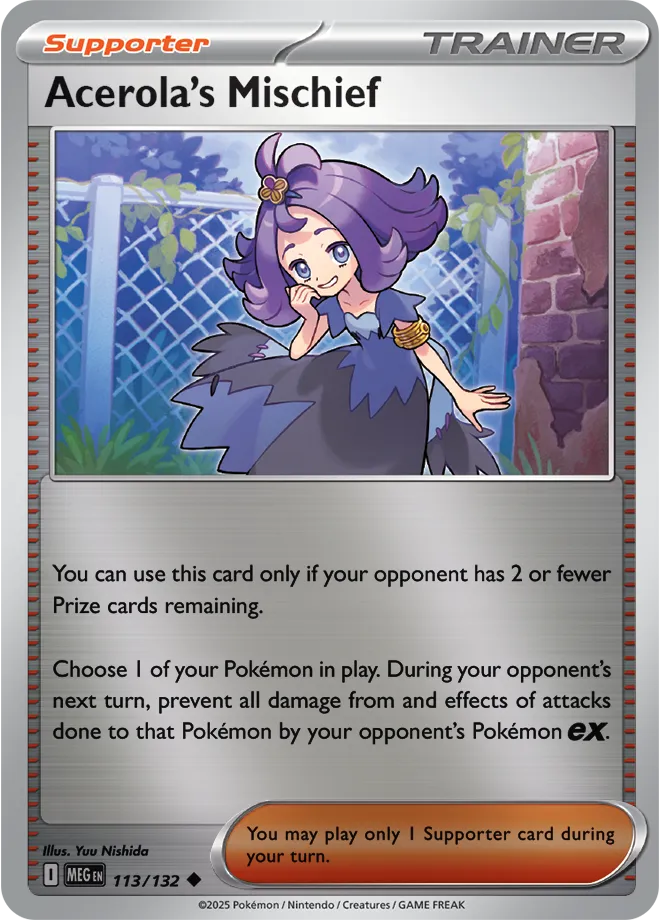 Supporter
TRAINER
Acerola's Mischief
You can use this card only if your opponent has 2 or fewer
Prize cards remaining.
Choose 1 of your Pokémon in play. During your opponent's
next turn, prevent all damage from and effects of attacks
done to that Pokémon by your opponent's Pokémon ex.
You may play only 1 Supporter card during
your turn.
Illus. Yuu Nishida
I MEG EN 113/132
©2025 Pokémon / Nintendo / Creatures / GAME FREAK